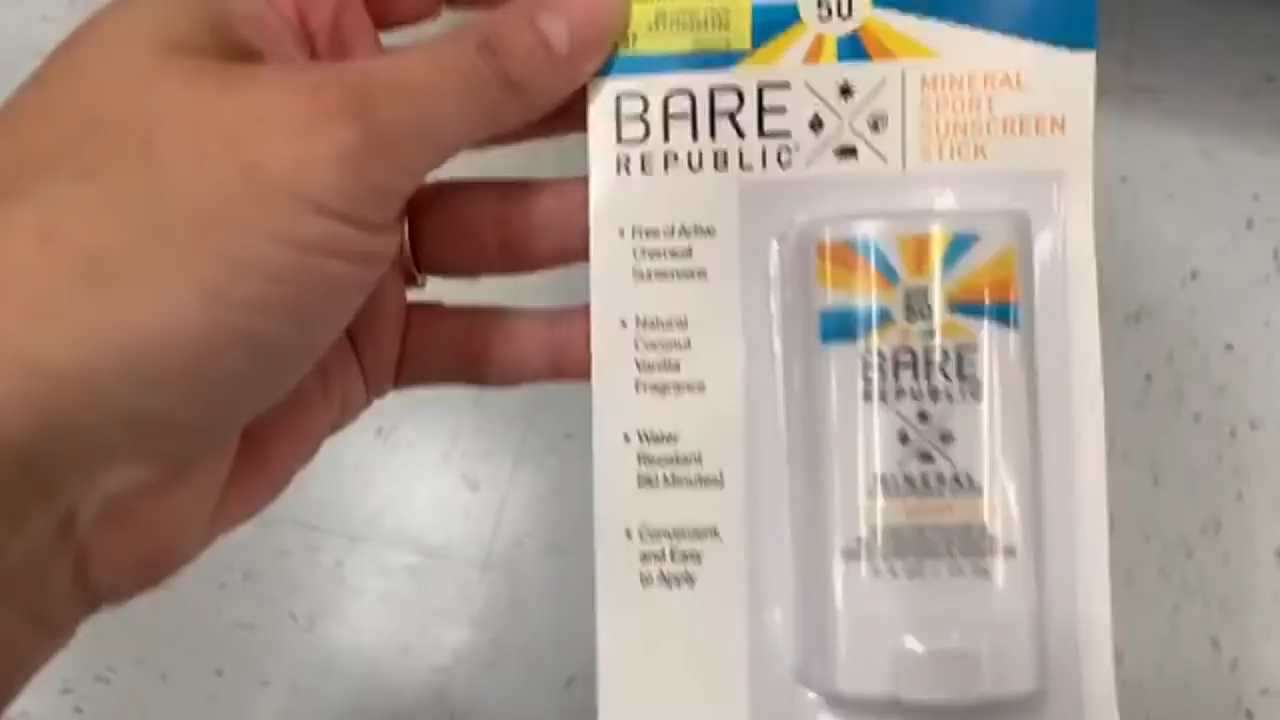 50
BARE
REPUBLIC
MINERAL
SPORT
SUNSCREEN
STICK
Free of Active
Chemical
Sunscreens
Natural
Coconut
Vanilla
Fragrance
Water
Resistant
(80 Minutes)
Convenient
and Easy
to Apply
50
BARE
REPUBLIC
MINERAL